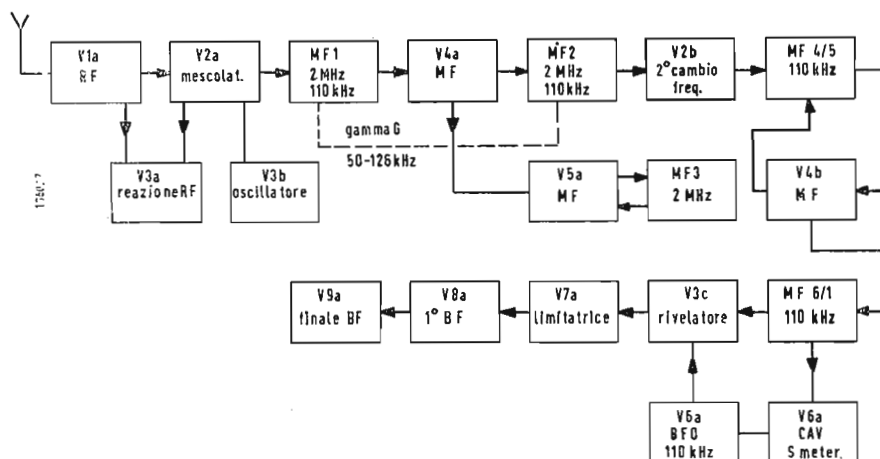 V1a
RF
V2a
mescolat.
MF1
2 MHz
110 kHz
V4a
MF
MF2
2 MHz
110 kHz
V2b
2° cambio
freq.
MF 4/5
110 kHz
gamma G
50-126 kHz
V3a
reazione RF
V3b
oscillatore
V5a
MF
MF3
2 MHz
V4b
MF
V9a
finale BF
V8a
1° BF
V7a
limitatrice
V3c
rivelatore
MF 6/1
110 kHz
V6a
BFO
110 kHz
V6a
CAV
S meter.